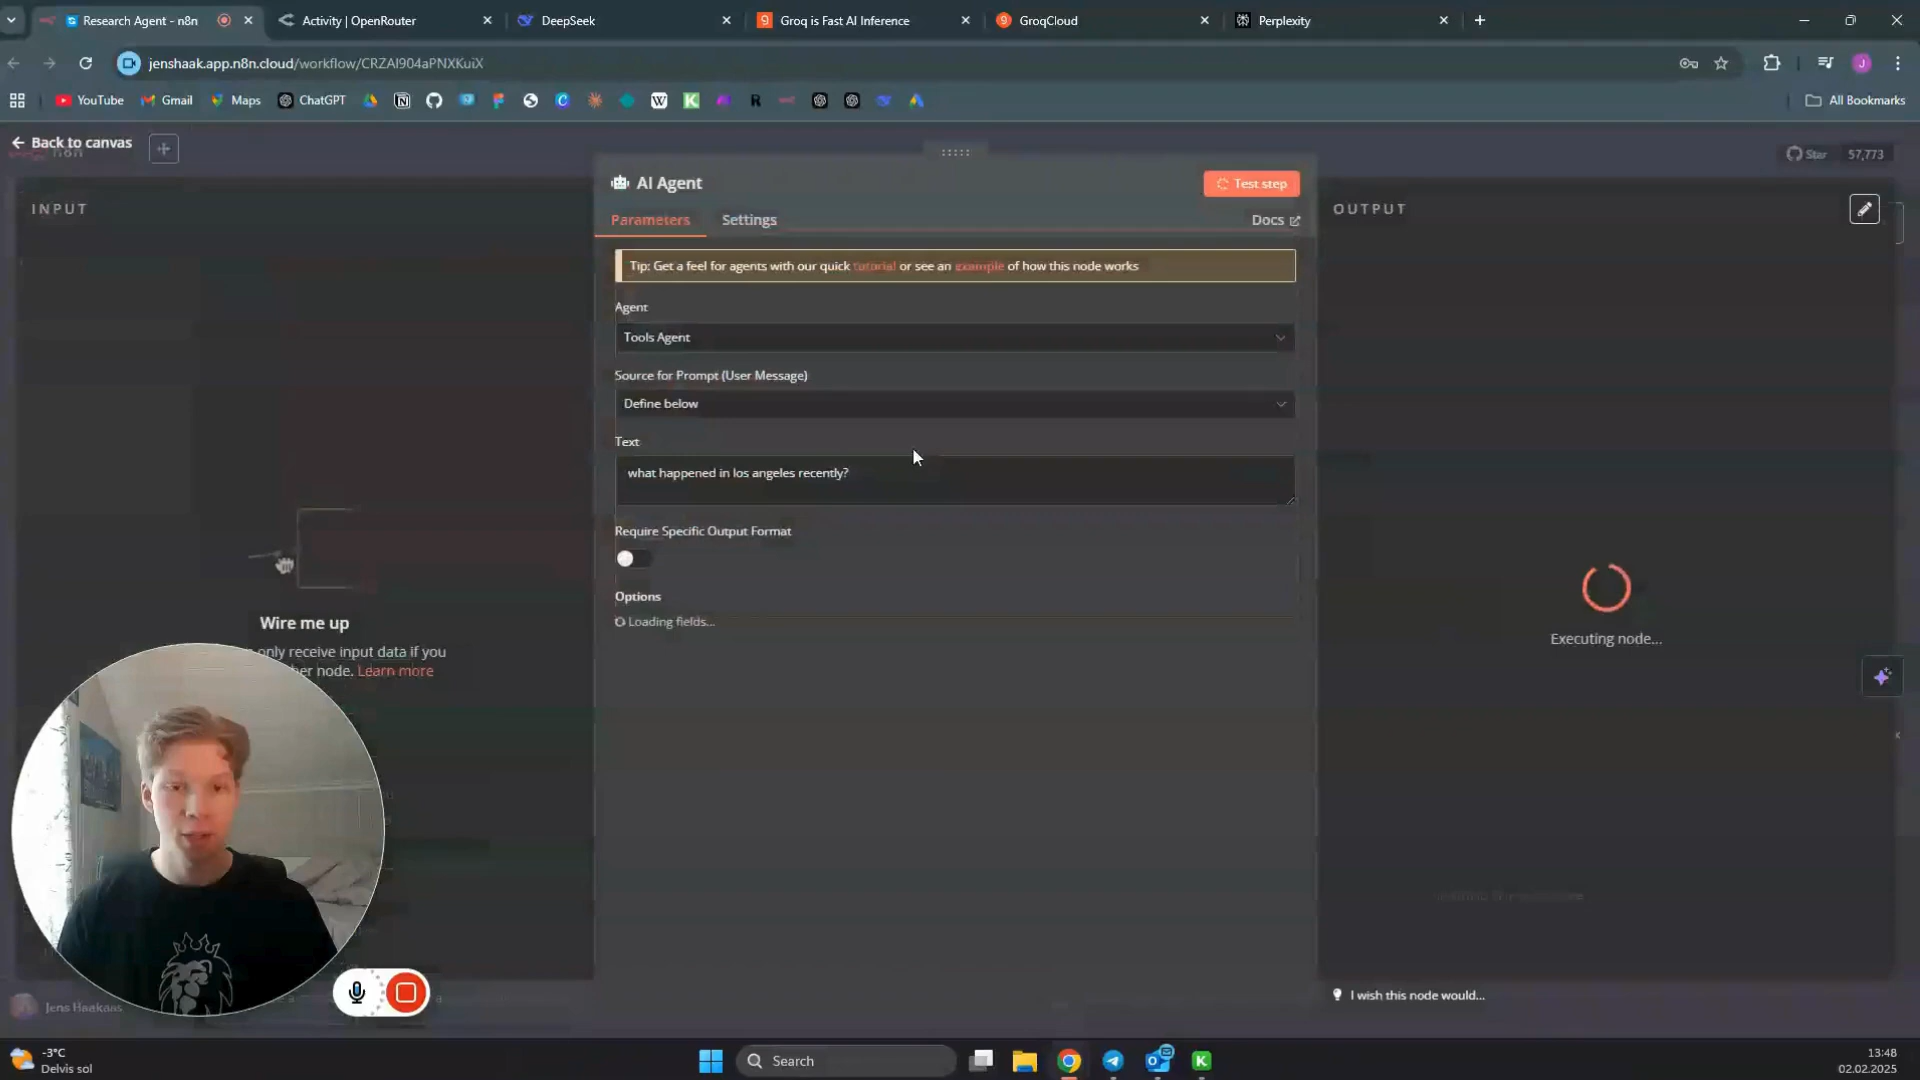 Research Agent - n8n
Activity | OpenRouter
DeepSeek
Groq is Fast AI Inference
GroqCloud
Perplexity
jenshaak.app.n8n.cloud/workflow/CRZAl904aPNXKuiX
YouTube
Gmail
Maps
ChatGPT
All Bookmarks
Back to canvas
n8n
Star 57,773
INPUT
AI Agent
Test step
OUTPUT
Parameters
Settings
Docs
Tip: Get a feel for agents with our quick tutorial or see an example of how this node works
Agent
Tools Agent
Source for Prompt (User Message)
Define below
Text
what happened in los angeles recently?
Require Specific Output Format
Options
Loading fields...
Wire me up
only receive input data if you
node. Learn more
Executing node...
I wish this node would...
Jens Haakaas
-3°C
Delvis sol
Search
13:48
02.02.2025